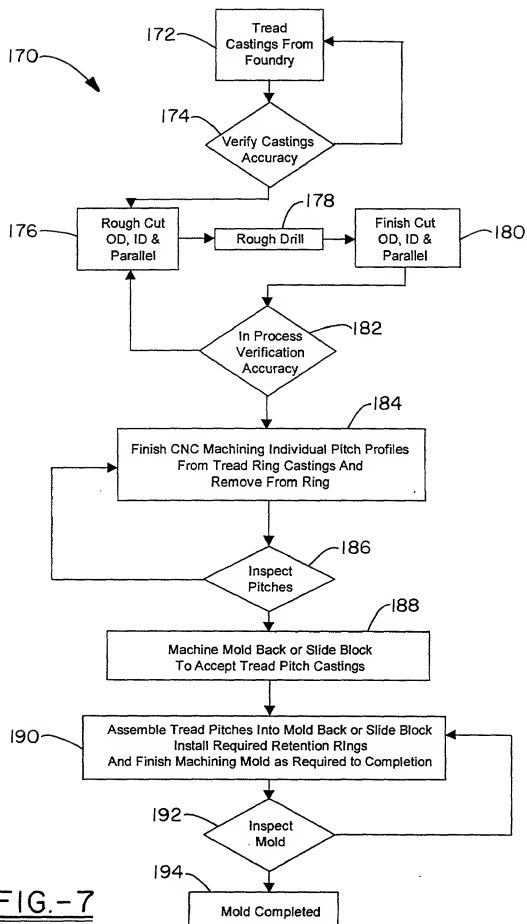 172
Tread
Castings From
Foundry
170
174
Verify Castings
Accuracy
176
Rough Cut
OD, ID &
Parallel
178
Rough Drill
Finish Cut
OD, ID &
Parallel
180
In Process
Verification
Accuracy
182
184
Finish CNC Machining Individual Pitch Profiles
From Tread Ring Castings And
Remove From Ring
186
Inspect
Pitches
188
Machine Mold Back or Slide Block
To Accept Tread Pitch Castings
190
Assemble Tread Pitches Into Mold Back or Slide Block
Install Required Retention RIngs
And Finish Machining Mold as Required to Completion
192
Inspect
Mold
194
Mold Completed
FIG.-7